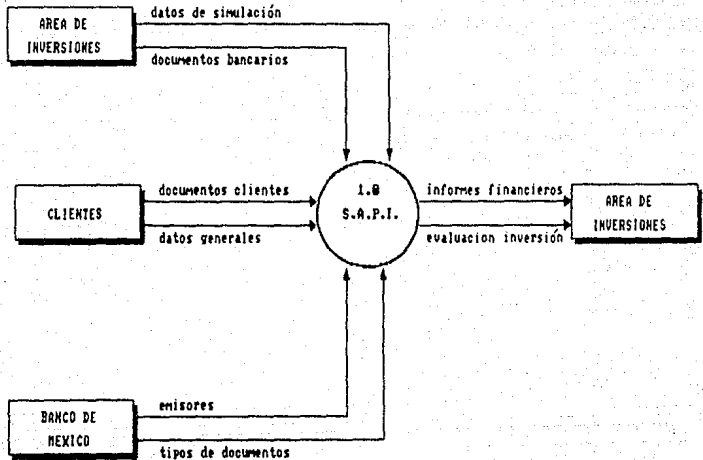 datos de simulación
AREA DE
INVERSIONES
documentos bancarios
documentos clientes
CLIENTES
datos generales
1.0
S.A.P.I.
informes financieros
AREA DE
INVERSIONES
evaluacion inversión
emisores
BANCO DE
MEXICO
tipos de documentos